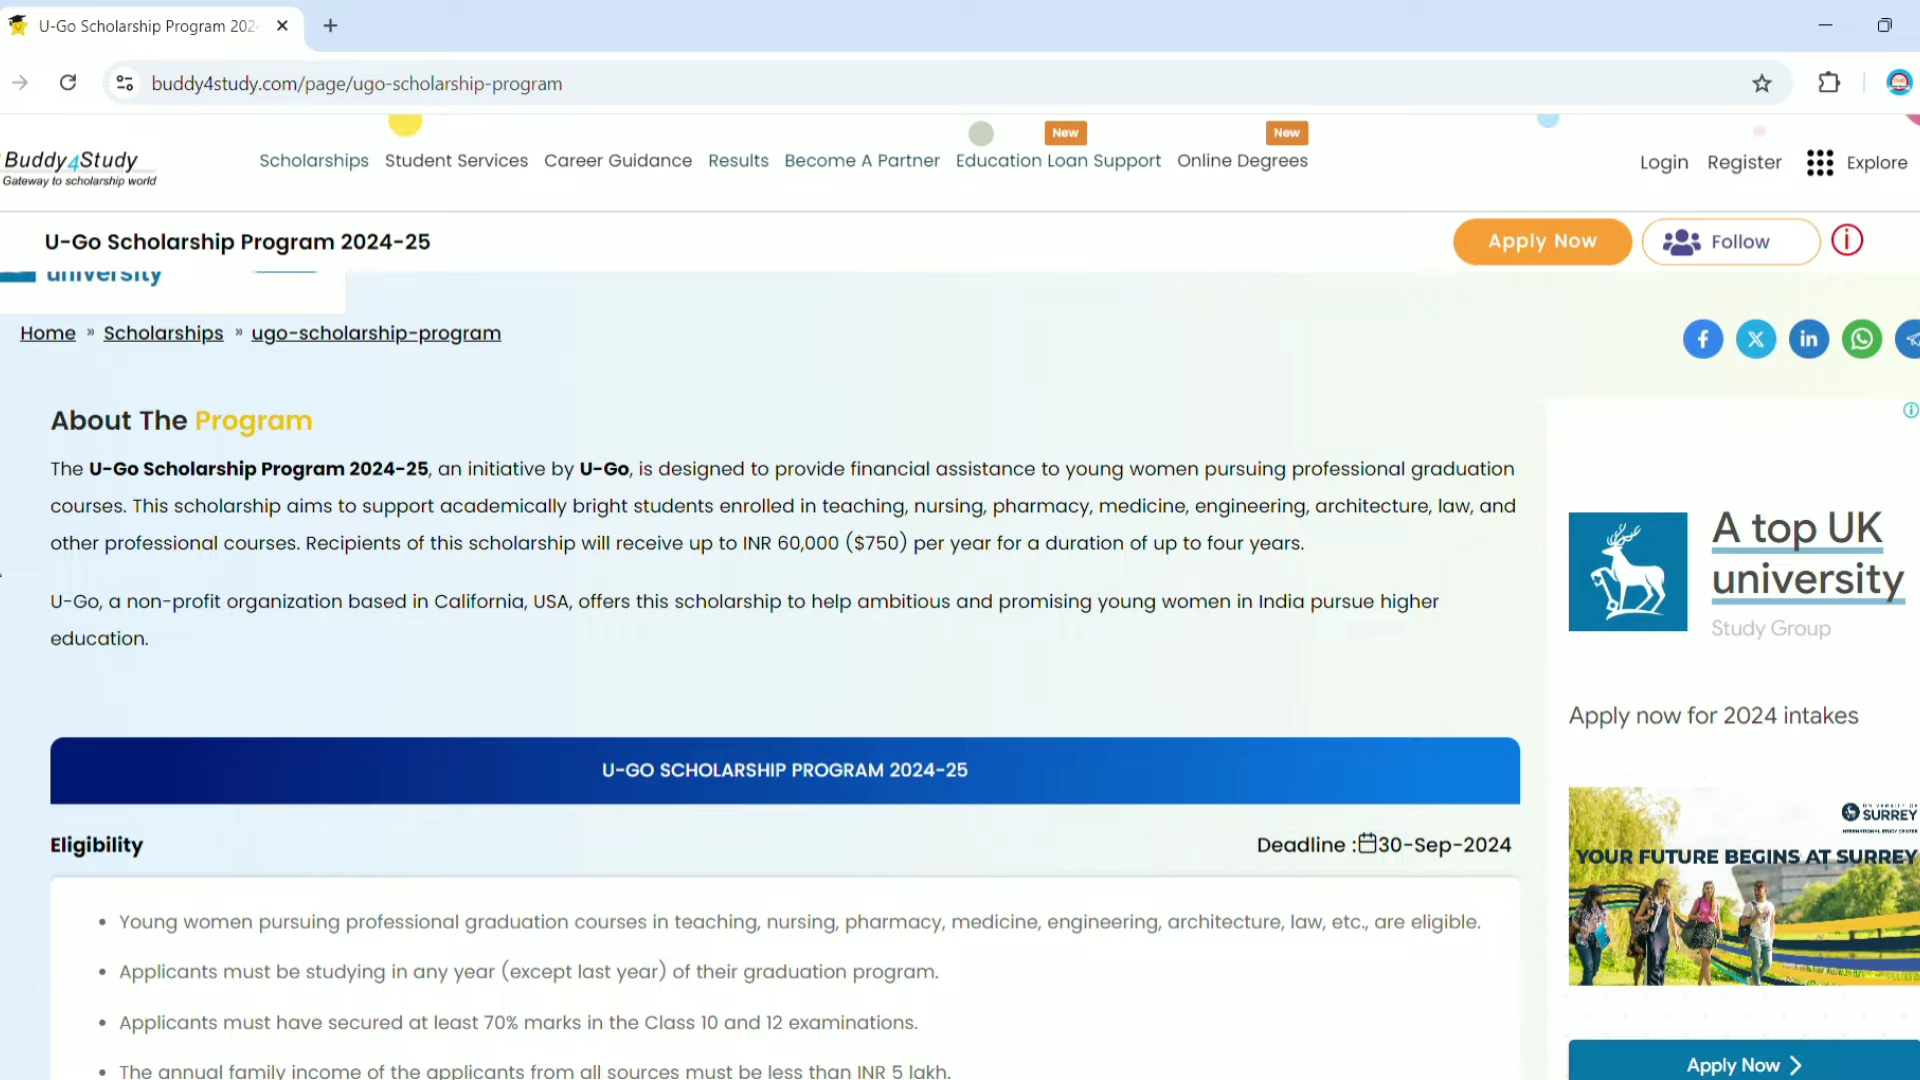 U-Go Scholarship Program 202
buddy4study.com/page/ugo-scholarship-program
New
New
Buddy4Study
Gateway to scholarship world
Scholarships
Student Services
Career Guidance
Results
Become A Partner
Education Loan Support
Online Degrees
Login
Register
Explore
U-Go Scholarship Program 2024-25
Apply Now
Follow
university
Home » Scholarships » ugo-scholarship-program
About The Program
The U-Go Scholarship Program 2024-25, an initiative by U-Go, is designed to provide financial assistance to young women pursuing professional graduation
courses. This scholarship aims to support academically bright students enrolled in teaching, nursing, pharmacy, medicine, engineering, architecture, law, and
other professional courses. Recipients of this scholarship will receive up to INR 60,000 ($750) per year for a duration of up to four years.
U-Go, a non-profit organization based in California, USA, offers this scholarship to help ambitious and promising young women in India pursue higher
education.
U-GO SCHOLARSHIP PROGRAM 2024-25
Eligibility
Deadline :30-Sep-2024
• Young women pursuing professional graduation courses in teaching, nursing, pharmacy, medicine, engineering, architecture, law, etc., are eligible.
• Applicants must be studying in any year (except last year) of their graduation program.
• Applicants must have secured at least 70% marks in the Class 10 and 12 examinations.
• The annual family income of the applicants from all sources must be less than INR 5 lakh.
A top UK
university
Study Group
Apply now for 2024 intakes
SURREY
YOUR FUTURE BEGINS AT SURREY
Apply Now